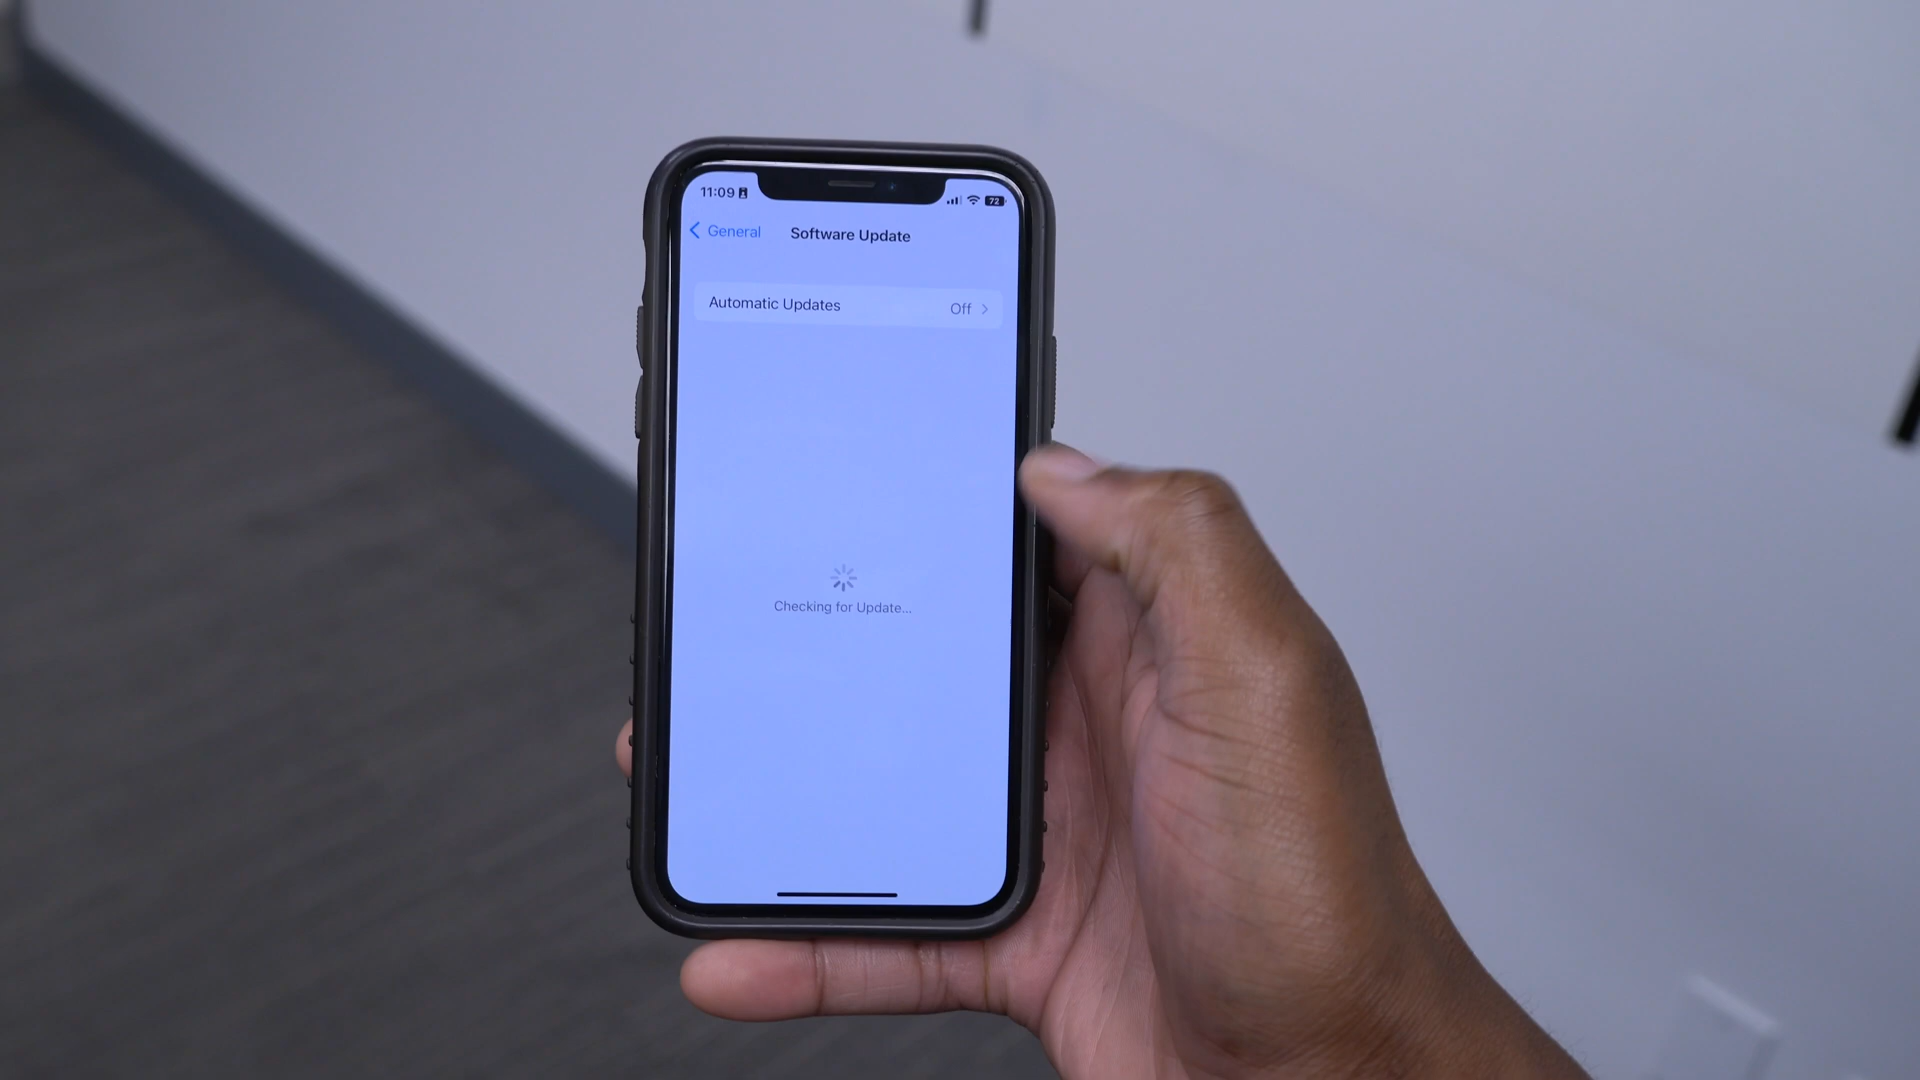 11:09
72
General
Software Update
Automatic Updates
Off
Checking for Update...